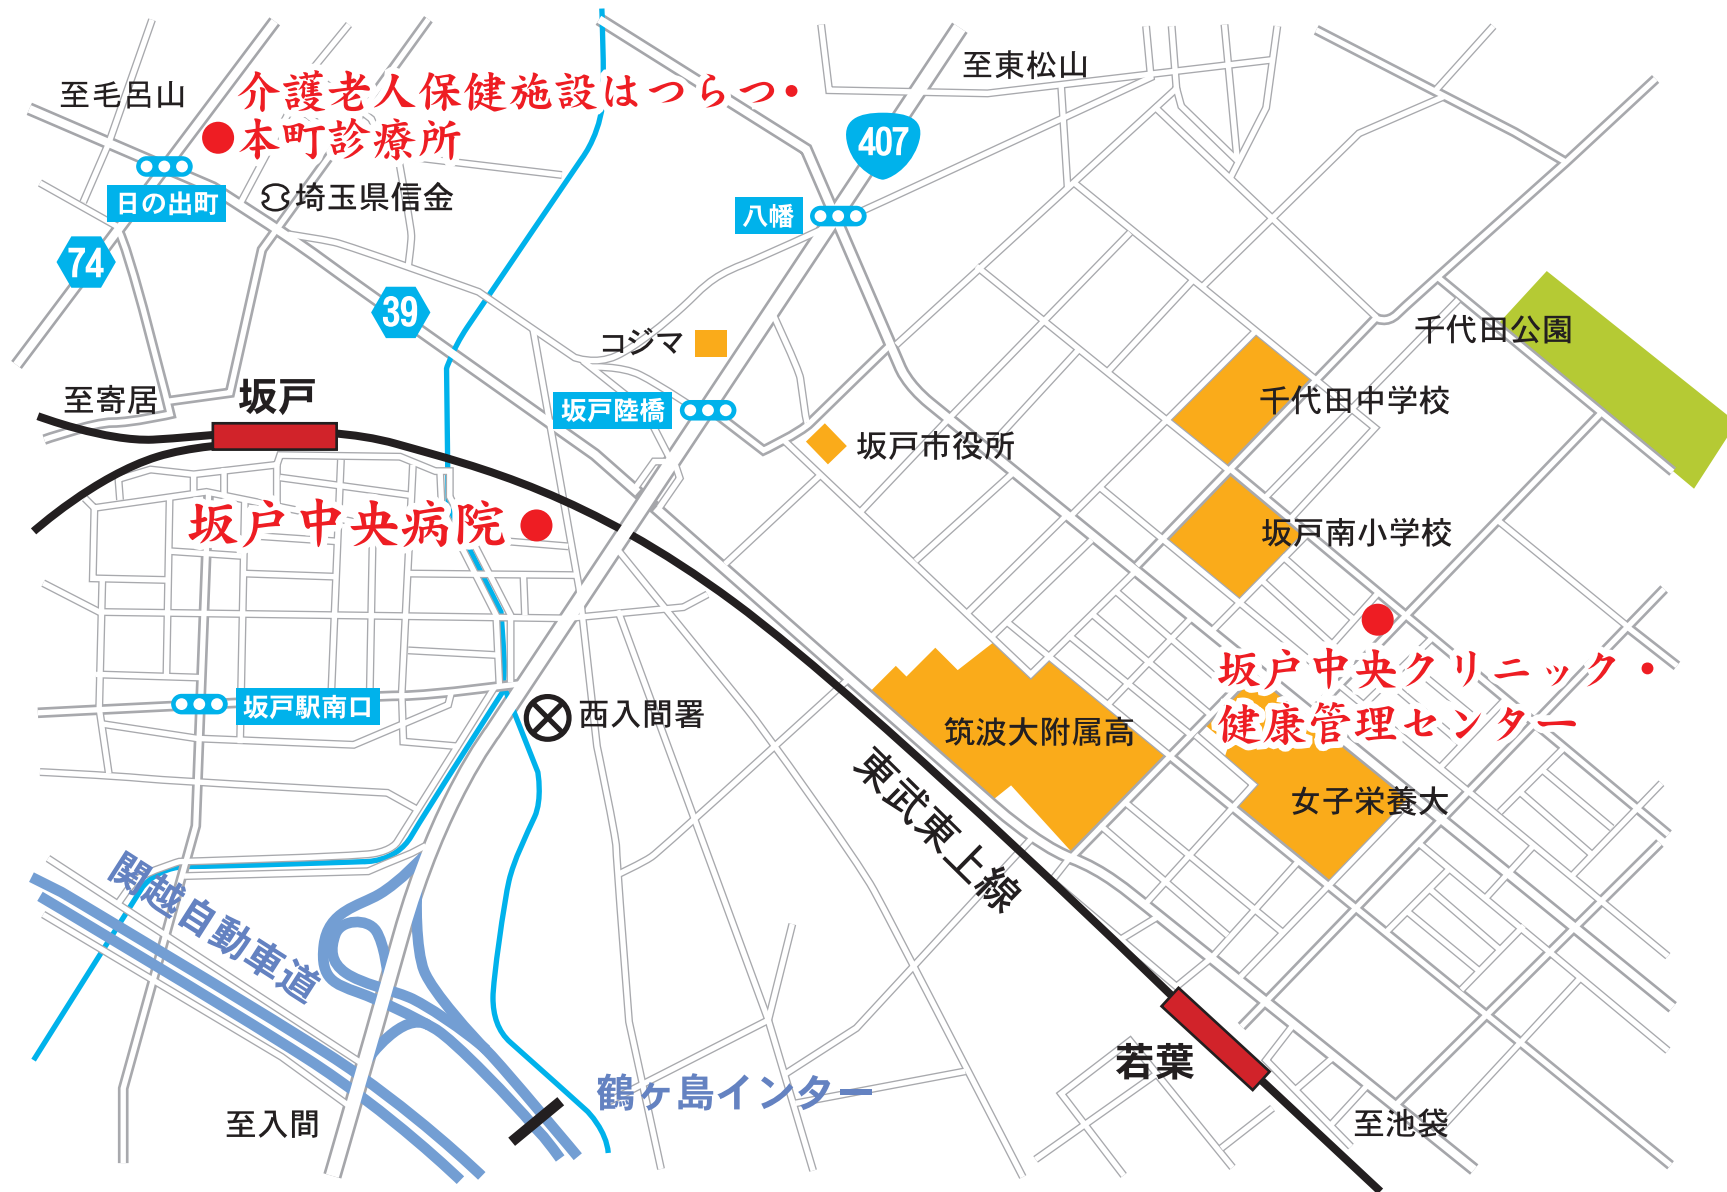 至東松山
至毛呂山
介護老人保健施設はつらつ・
本町診療所
407
埼玉県信金
日の出町
八幡
74
39
コジマ
千代田公園
至寄居
坂戸
坂戸陸橋
千代田中学校
坂戸市役所
坂戸中央病院
坂戸南小学校
坂戸中央クリニック・
健康管理センター
坂戸駅南口
西入間署
筑波大附属高
東武東上線
女子栄養大
関越自動車道
若葉
鶴ヶ島インター
至入間
至池袋